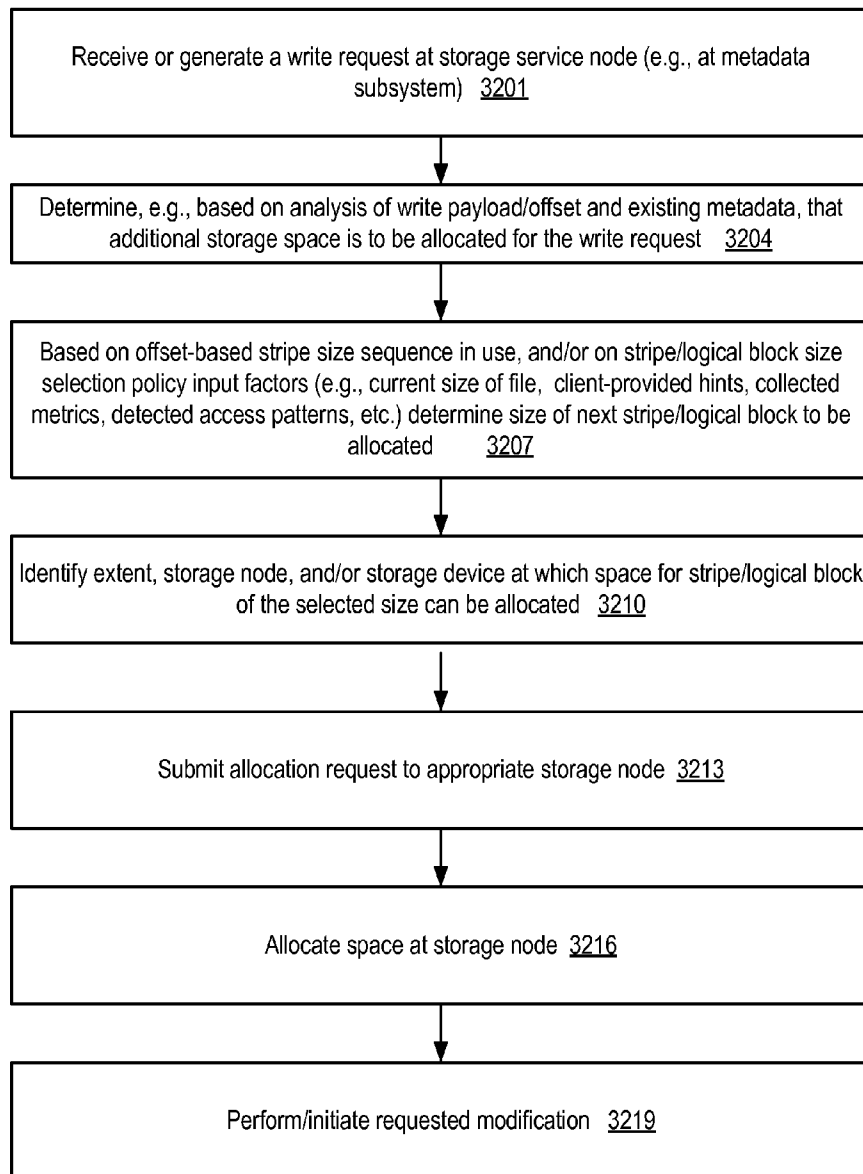 Receive or generate a write request at storage service node (e.g., at metadata
subsystem) 3201
Determine, e.g., based on analysis of write payload/offset and existing metadata, that
additional storage space is to be allocated for the write request 3204
Based on offset-based stripe size sequence in use, and/or on stripe/logical block size
selection policy input factors (e.g., current size of file, client-provided hints, collected
metrics, detected access patterns, etc.) determine size of next stripe/logical block to be
allocated 3207
Identify extent, storage node, and/or storage device at which space for stripe/logical block
of the selected size can be allocated 3210
Submit allocation request to appropriate storage node 3213
Allocate space at storage node 3216
Perform/initiate requested modification 3219